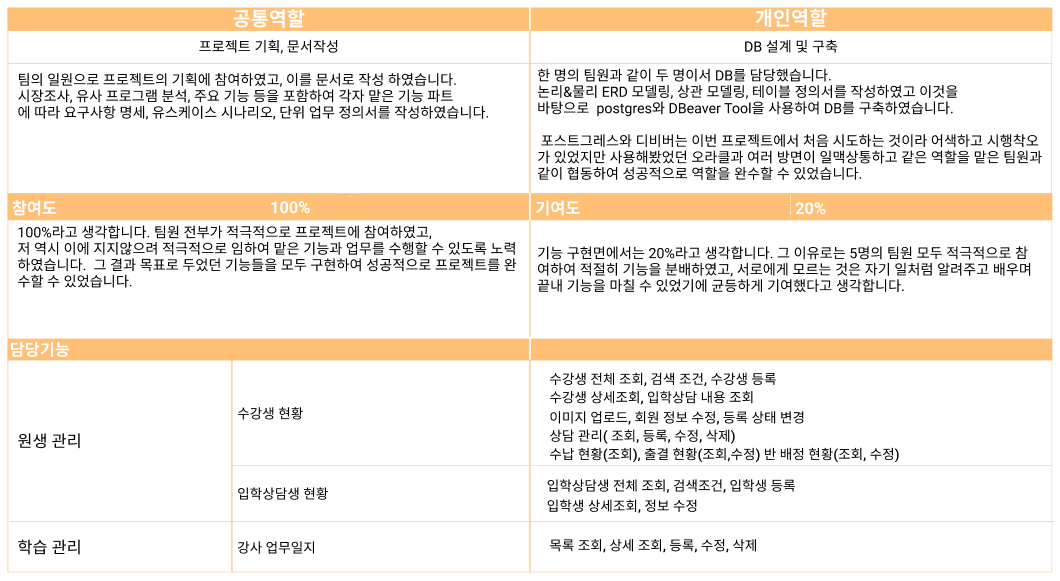 공통역할
개인역할
프로젝트 기획, 문서작성
DB 설계 및 구축
팀의 일원으로 프로젝트의 기획에 참여하였고, 이를 문서로 작성 하였습니다.
시장조사, 유사 프로그램 분석, 주요 기능 등을 포함하여 각자 맡은 기능 파트
에 따라 요구사항 명세, 유스케이스 시나리오, 단위 업무 정의서를 작성하였습니다.
한 명의 팀원과 같이 두 명이서 DB를 담당했습니다.
논리&물리 ERD 모델링, 상관 모델링, 테이블 정의서를 작성하였고 이것을
바탕으로 postgres와 DBeaver Tool을 사용하여 DB를 구축하였습니다.
포스트그레스와 디비버는 이번 프로젝트에서 처음 시도하는 것이라 어색하고 시행착오
가 있었지만 사용해봤었던 오라클과 여러 방면이 일맥상통하고 같은 역할을 맡은 팀원과
같이 협동하여 성공적으로 역할을 완수할 수 있었습니다.
참여도 100%
기여도 20%
100%라고 생각합니다. 팀원 전부가 적극적으로 프로젝트에 참여하였고,
저 역시 이에 지지않으려 적극적으로 임하여 맡은 기능과 업무를 수행할 수 있도록 노력
하였습니다. 그 결과 목표로 두었던 기능들을 모두 구현하여 성공적으로 프로젝트를 완
수할 수 있었습니다.
기능 구현면에서는 20%라고 생각합니다. 그 이유로는 5명의 팀원 모두 적극적으로 참
여하여 적절히 기능을 분배하였고, 서로에게 모르는 것은 자기 일처럼 알려주고 배우며
끝내 기능을 마칠 수 있었기에 균등하게 기여했다고 생각합니다.
담당기능
원생 관리
수강생 현황
수강생 전체 조회, 검색 조건, 수강생 등록
수강생 상세조회, 입학상담 내용 조회
이미지 업로드, 회원 정보 수정, 등록 상태 변경
상담 관리( 조회, 등록, 수정, 삭제)
수납 현황(조회), 출결 현황(조회,수정) 반 배정 현황(조회, 수정)
입학상담생 현황
입학상담생 전체 조회, 검색조건, 입학생 등록
입학생 상세조회, 정보 수정
학습 관리
강사 업무일지
목록 조회, 상세 조회, 등록, 수정, 삭제